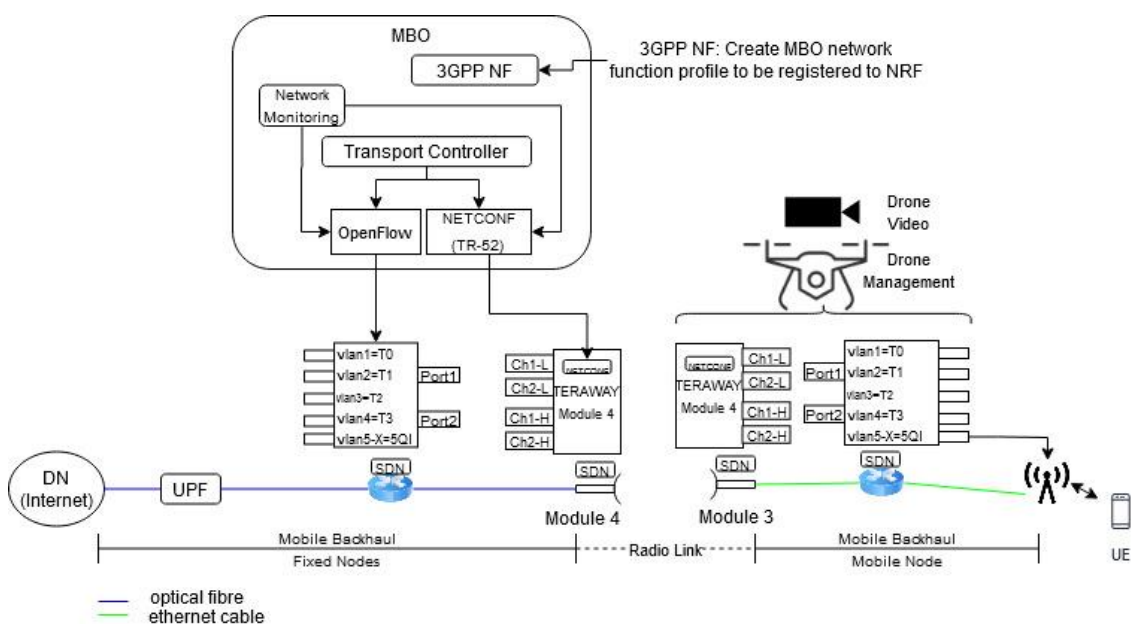 MBO
3GPP NF
3GPP NF: Create MBO network
function profile to be registered to NRF
Network
Monitoring
Transport Controller
OpenFlow
NETCONF
(TR-52)
Drone
Video
Drone
Management
vlan1=T0
vlan2=T1
vlan3=T2
vlan4=T3
vlan5-X=5QI
Port1
Port2
Ch1-L
Ch2-L
Ch1-H
Ch2-H
NETCONF
TERAWAY
Module 4
NETCONF
TERAWAY
Module 4
Ch1-L
Ch2-L
Ch1-H
Ch2-H
Port1
Port2
vlan1=T0
vlan2=T1
vlan3=T2
vlan4=T3
vlan5-X=5QI
DN
(Internet)
UPF
SDN
SDN
Module 4
SDN
Module 3
SDN
UE
Mobile Backhaul
Fixed Nodes
Radio Link
Mobile Backhaul
Mobile Node
optical fibre
ethernet cable